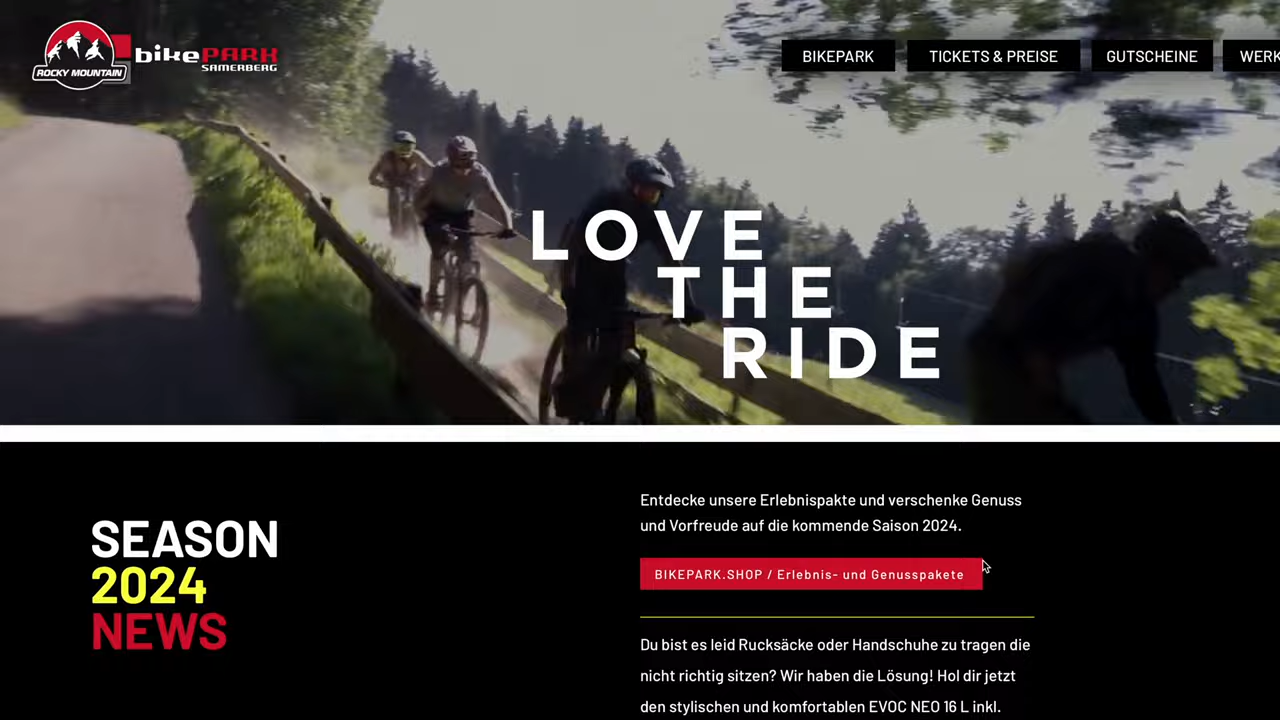 ROCKY MOUNTAIN
bikePARK
SAMERBERG
BIKEPARK
TICKETS & PREISE
GUTSCHEINE
WERK
LOVE
THE
RIDE
SEASON
2024
NEWS
Entdecke unsere Erlebnispakte und verschenke Genuss
und Vorfreude auf die kommende Saison 2024.
BIKEPARK.SHOP / Erlebnis- und Genusspakete
Du bist es leid Rucksäcke oder Handschuhe zu tragen die
nicht richtig sitzen? Wir haben die Lösung! Hol dir jetzt
den stylischen und komfortablen EVOC NEO 16 L inkl.